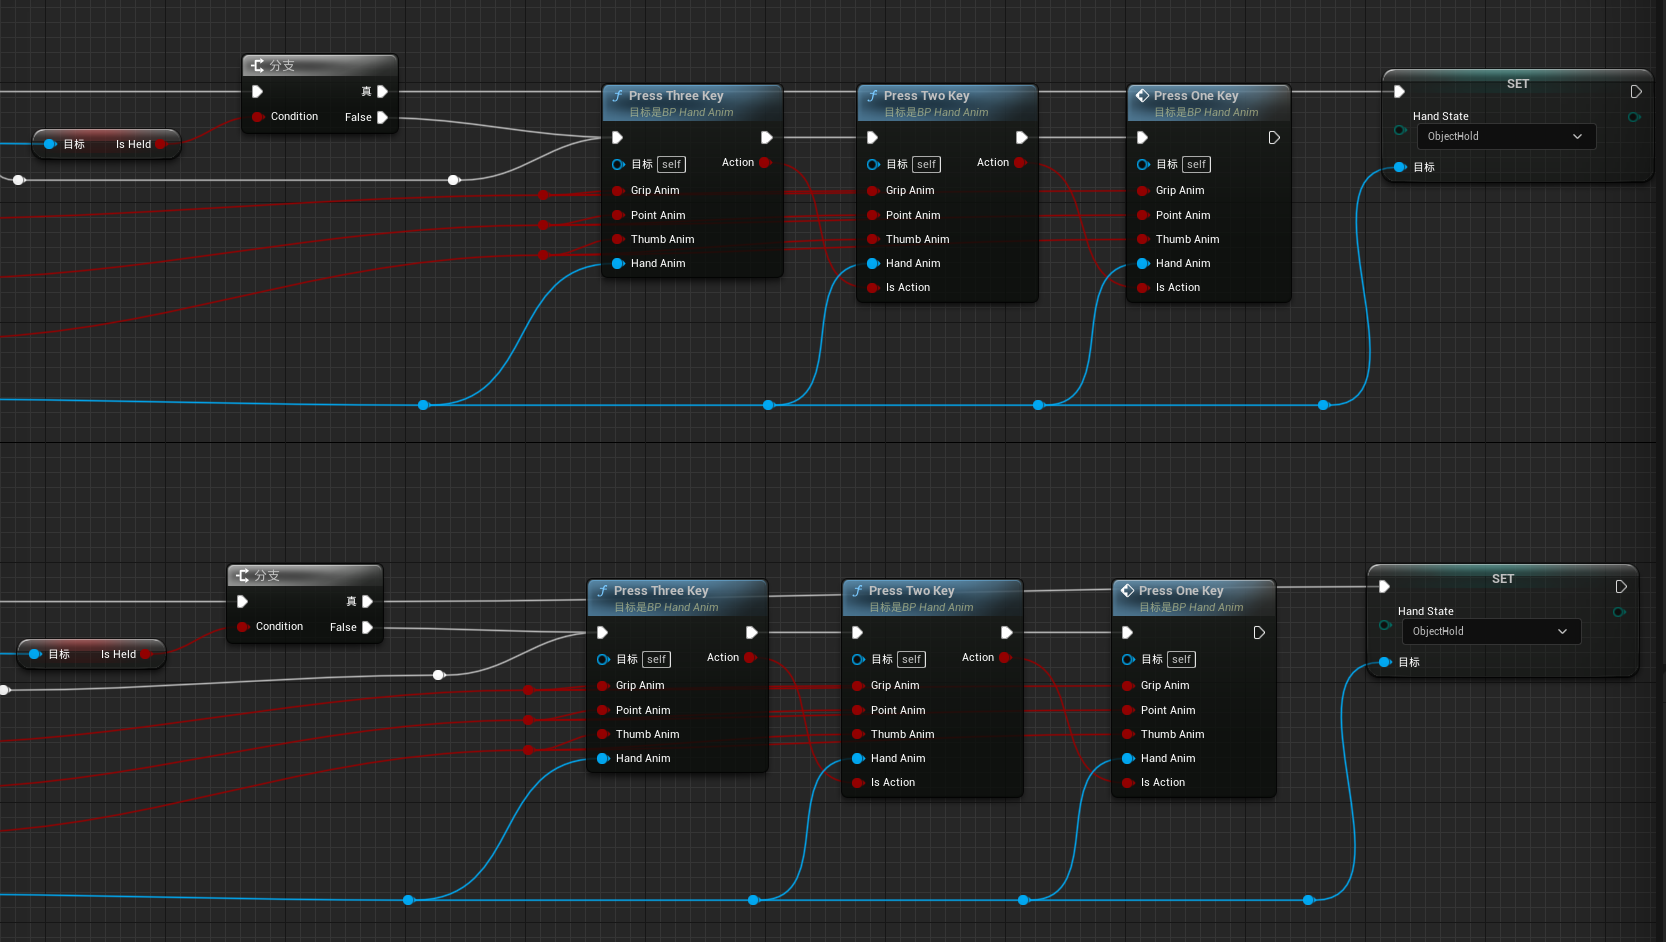 分支
真
Condition
False
目标
Is Held
Press Three Key
目标是BP Hand Anim
目标 self
Action
Grip Anim
Point Anim
Thumb Anim
Hand Anim
Press Two Key
目标是BP Hand Anim
目标 self
Action
Grip Anim
Point Anim
Thumb Anim
Hand Anim
Is Action
Press One Key
目标是BP Hand Anim
目标 self
Grip Anim
Point Anim
Thumb Anim
Hand Anim
Is Action
SET
Hand State
ObjectHold
目标
分支
真
Condition
False
目标
Is Held
Press Three Key
目标是BP Hand Anim
目标 self
Action
Grip Anim
Point Anim
Thumb Anim
Hand Anim
Press Two Key
目标是BP Hand Anim
目标 self
Action
Grip Anim
Point Anim
Thumb Anim
Hand Anim
Is Action
Press One Key
目标是BP Hand Anim
目标 self
Grip Anim
Point Anim
Thumb Anim
Hand Anim
Is Action
SET
Hand State
ObjectHold
目标